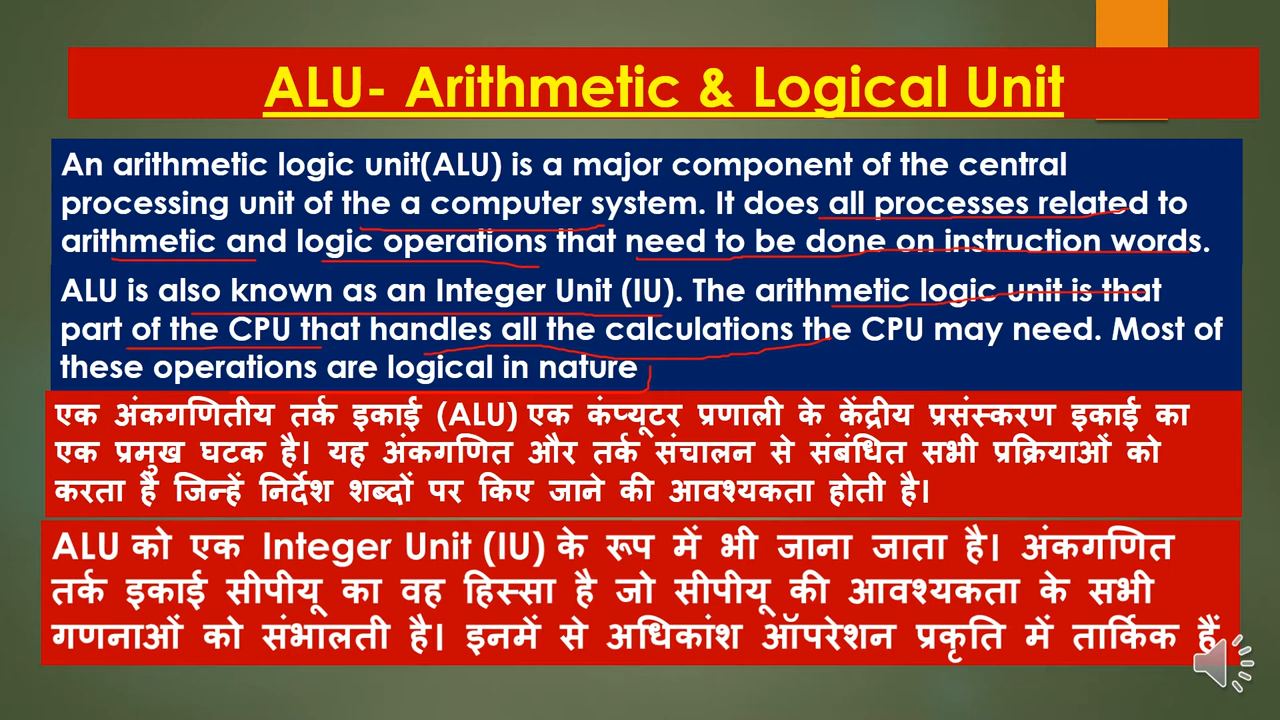 ALU- Arithmetic & Logical Unit
An arithmetic logic unit(ALU) is a major component of the central
processing unit of the a computer system. It does all processes related to
arithmetic and logic operations that need to be done on instruction words.
ALU is also known as an Integer Unit (IU). The arithmetic logic unit is that
part of the CPU that handles all the calculations the CPU may need. Most of
these operations are logical in nature
एक अंकगणितीय तर्क इकाई (ALU) एक कंप्यूटर प्रणाली के केंद्रीय प्रसंस्करण इकाई का
एक प्रमुख घटक है। यह अंकगणित और तर्क संचालन से संबंधित सभी प्रक्रियाओं को
करता है जिन्हें निर्देश शब्दों पर किए जाने की आवश्यकता होती है।
ALU को एक Integer Unit (IU) के रूप में भी जाना जाता है। अंकगणित
तर्क इकाई सीपीयू का वह हिस्सा है जो सीपीयू की आवश्यकता के सभी
गणनाओं को संभालती है। इनमें से अधिकांश ऑपरेशन प्रकृति में तार्किक हैं